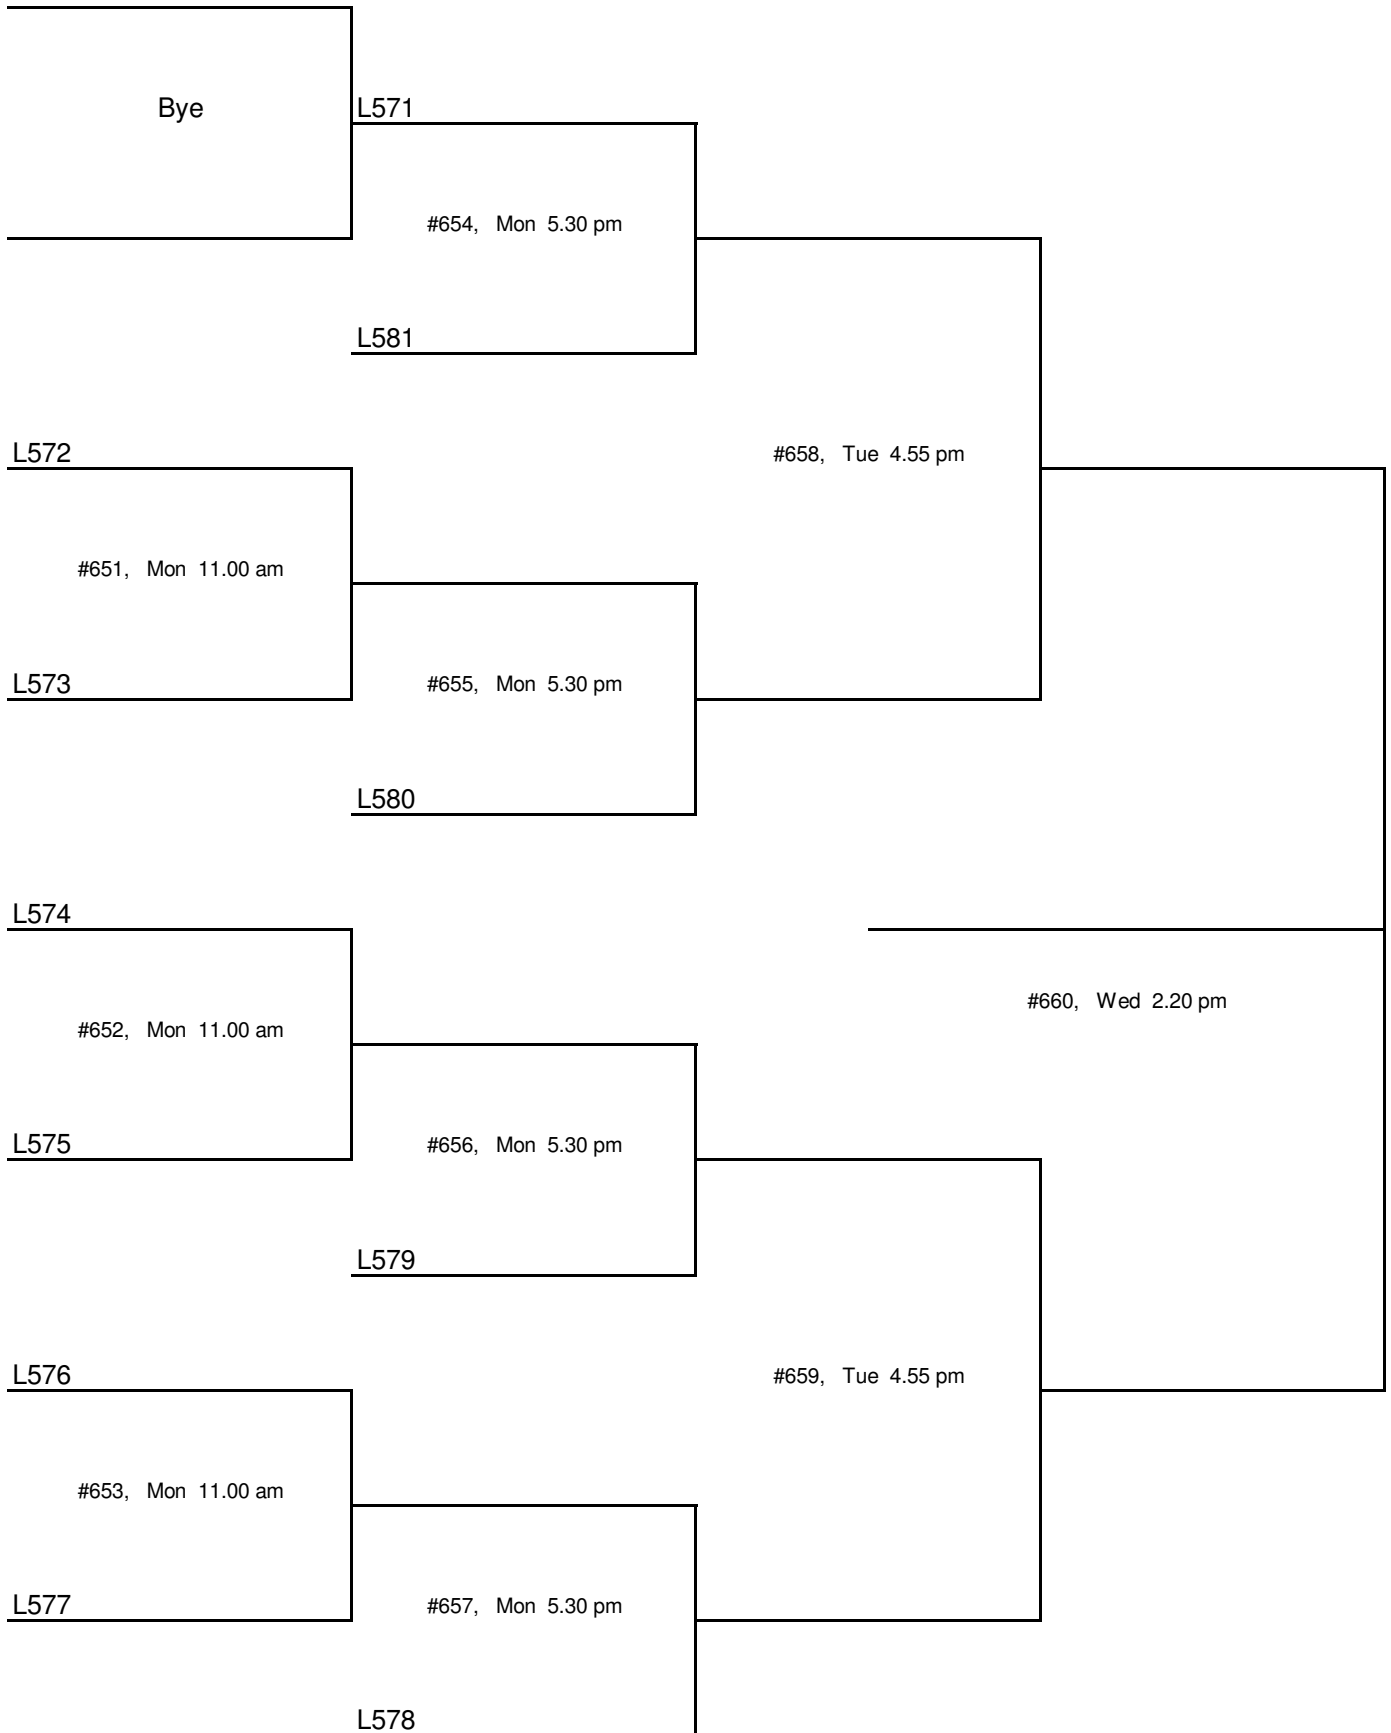 Bye
L571
#654, Mon 5.30 pm
L581
L572
#658, Tue 4.55 pm
#651, Mon 11.00 am
L573
#655, Mon 5.30 pm
L580
L574
#660, Wed 2.20 pm
#652, Mon 11.00 am
L575
#656, Mon 5.30 pm
L579
L576
#659, Tue 4.55 pm
#653, Mon 11.00 am
L577
#657, Mon 5.30 pm
L578